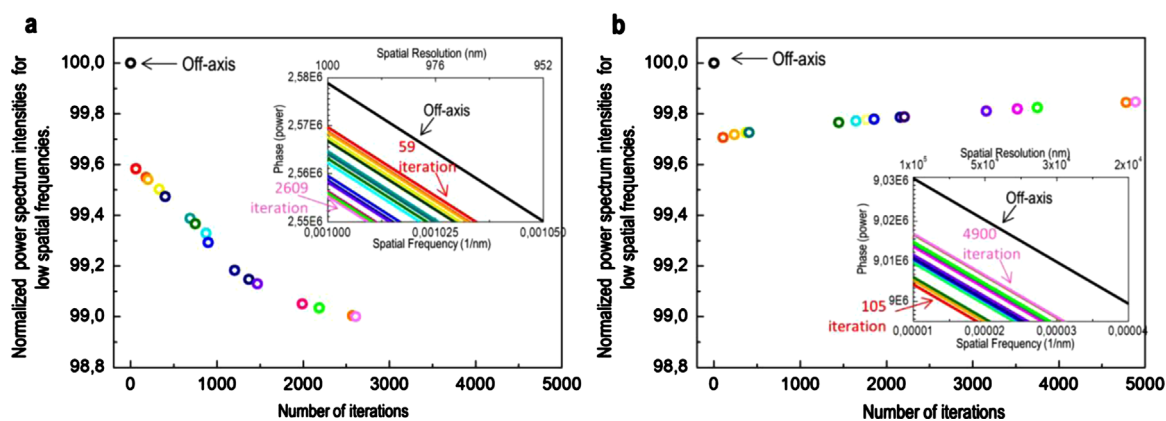 a
Normalized power spectrum intensities for
low spatial frequencies.
100,0
99,8
99,6
99,4
99,2
99,0
98,8
0
1000
2000
3000
4000
5000
Number of iterations
Off-axis
Spatial Resolution (nm)
1000
976
952
2,58E6
2,57E6
2,56E6
2,55E6
Phase (power)
Off-axis
59
iteration
2609
iteration
0,001000
0,001025
0,001050
Spatial Frequency (1/nm)
b
Normalized power spectrum intensities for
low spatial frequencies.
100,0
99,8
99,6
99,4
99,2
99,0
98,8
0
1000
2000
3000
4000
5000
Number of iterations
Off-axis
Spatial Resolution (nm)
1x10⁵
5x10⁴
3x10⁴
2x10⁴
9,03E6
9,02E6
9,01E6
9E6
Phase (power )
Off-axis
4900
iteration
105
iteration
0,00001
0,00002
0,00003
0,00004
Spatial Frequency (1/nm)